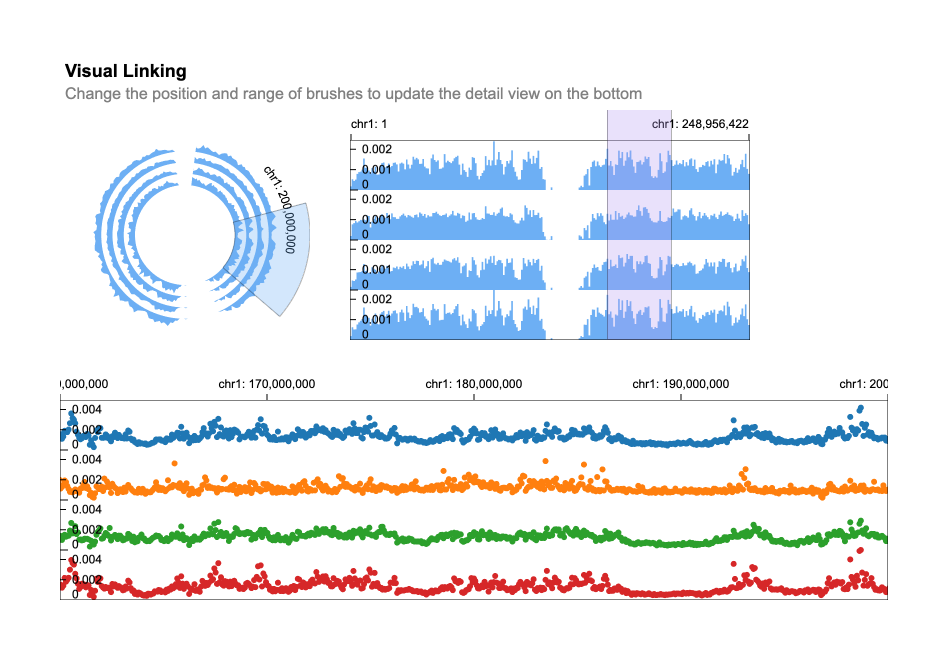 Visual Linking
Change the position and range of brushes to update the detail view on the bottom
chr1: 200,000,000
chr1: 1
chr1: 248,956,422
0.002
0.001
0
0.002
0.001
0
0.002
0.001
0
0.002
0.001
0
0,000,000
chr1: 170,000,000
chr1: 180,000,000
chr1: 190,000,000
chr1: 200
0.004
0.002
0
0.004
0.002
0
0.004
0.002
0
0.004
0.002
0